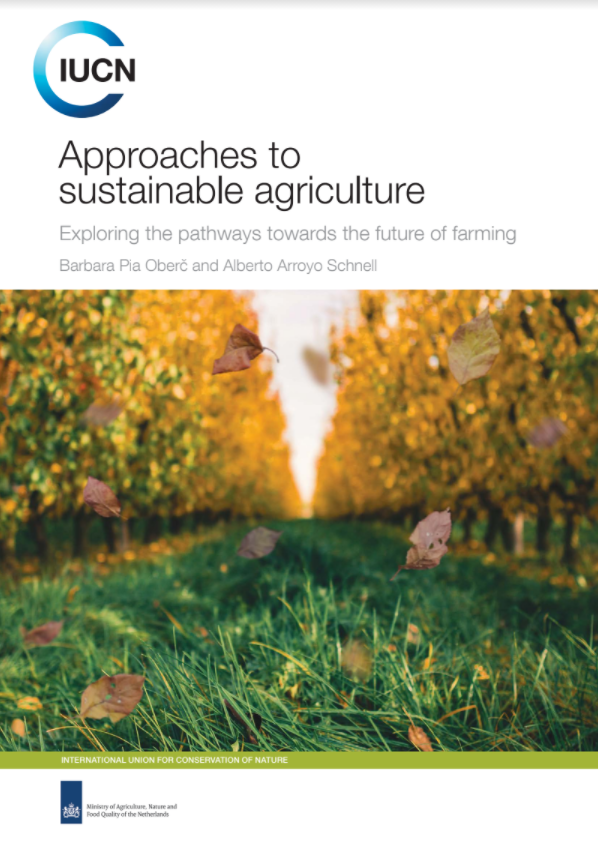 IUCN
Approaches to
sustainable agriculture
Exploring the pathways towards the future of farming
Barbara Pia Oberč and Alberto Arroyo Schnell
INTERNATIONAL UNION FOR CONSERVATION OF NATURE
Ministry of Agriculture, Nature and
Food Quality of the Netherlands